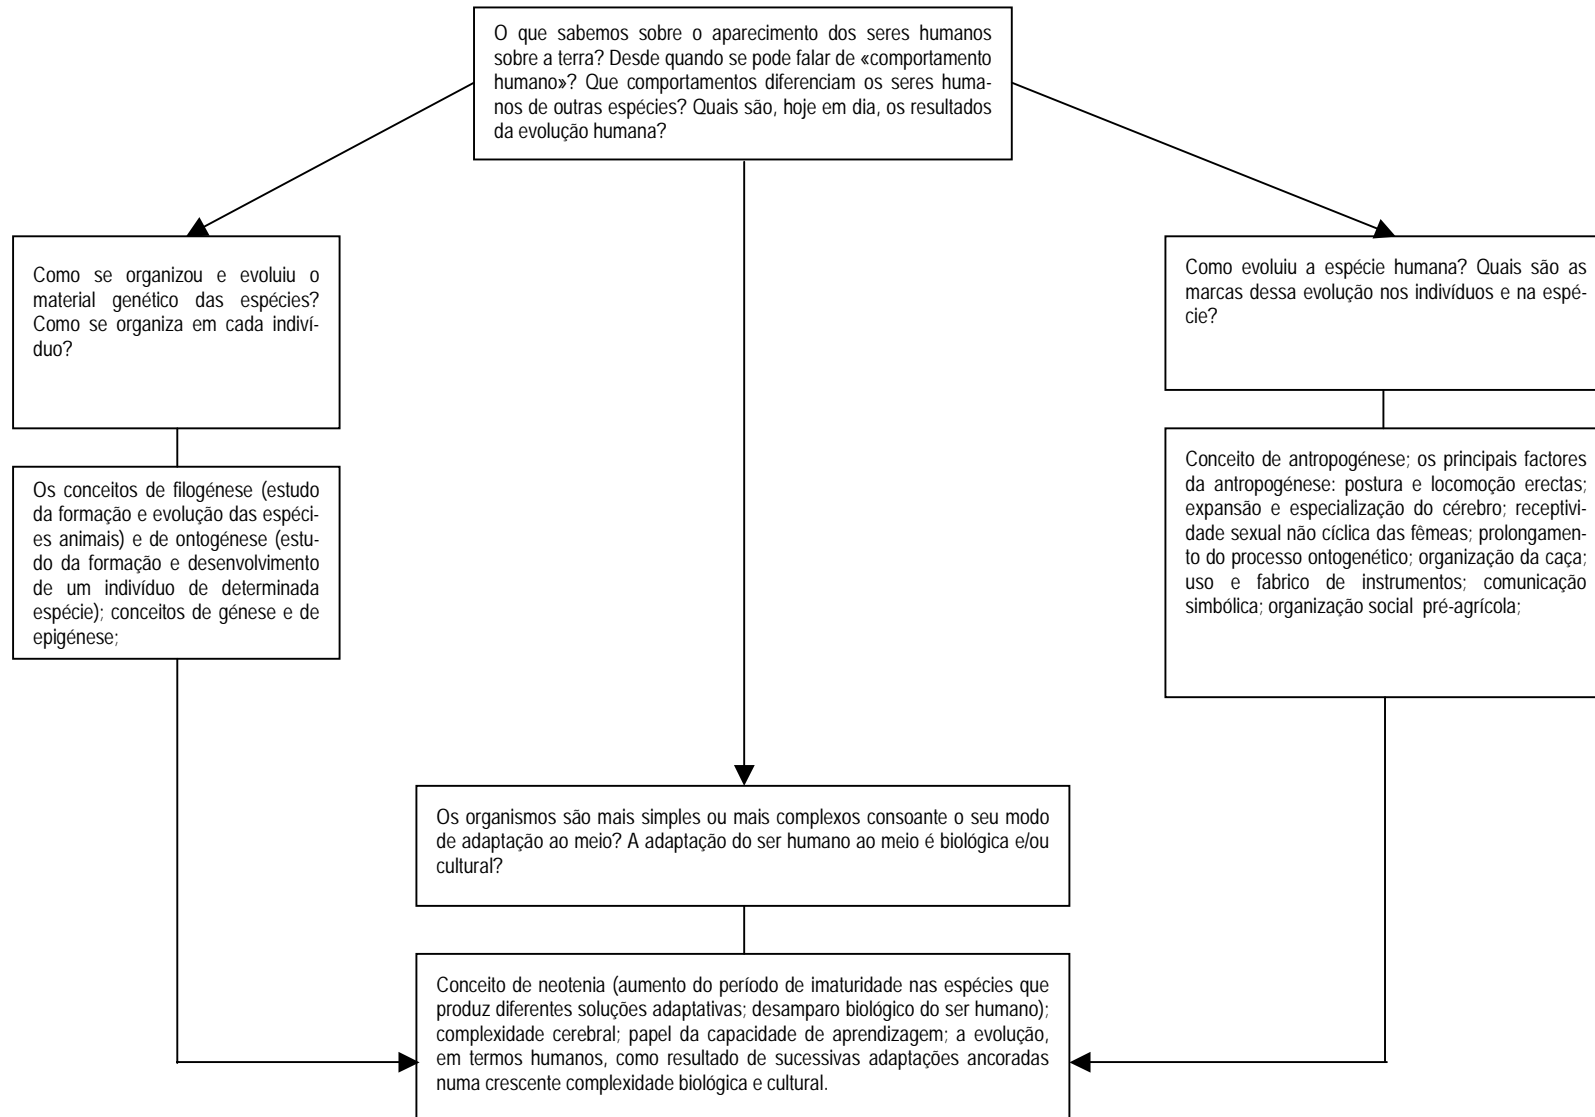 O que sabemos sobre o aparecimento dos seres humanos
sobre a terra? Desde quando se pode falar de «comportamento
humano»? Que comportamentos diferenciam os seres huma-
nos de outras espécies? Quais são, hoje em dia, os resultados
da evolução humana?
Como se organizou e evoluiu o
material genético das espécies?
Como se organiza em cada indiví-
duo?
Como evoluiu a espécie humana? Quais são as
marcas dessa evolução nos indivíduos e na espé-
cie?
Os conceitos de filogénese (estudo
da formação e evolução das espéci-
es animais) e de ontogénese (estu-
do da formação e desenvolvimento
de um indivíduo de determinada
espécie); conceitos de génese e de
epigénese;
Conceito de antropogénese; os principais factores
da antropogénese: postura e locomoção erectas;
expansão e especialização do cérebro; receptivi-
dade sexual não cíclica das fêmeas; prolongamen-
to do processo ontogenético; organização da caça;
uso e fabrico de instrumentos; comunicação
simbólica; organização social pré-agrícola;
Os organismos são mais simples ou mais complexos consoante o seu modo
de adaptação ao meio? A adaptação do ser humano ao meio é biológica e/ou
cultural?
Conceito de neotenia (aumento do período de imaturidade nas espécies que
produz diferentes soluções adaptativas; desamparo biológico do ser humano);
complexidade cerebral; papel da capacidade de aprendizagem; a evolução,
em termos humanos, como resultado de sucessivas adaptações ancoradas
numa crescente complexidade biológica e cultural.